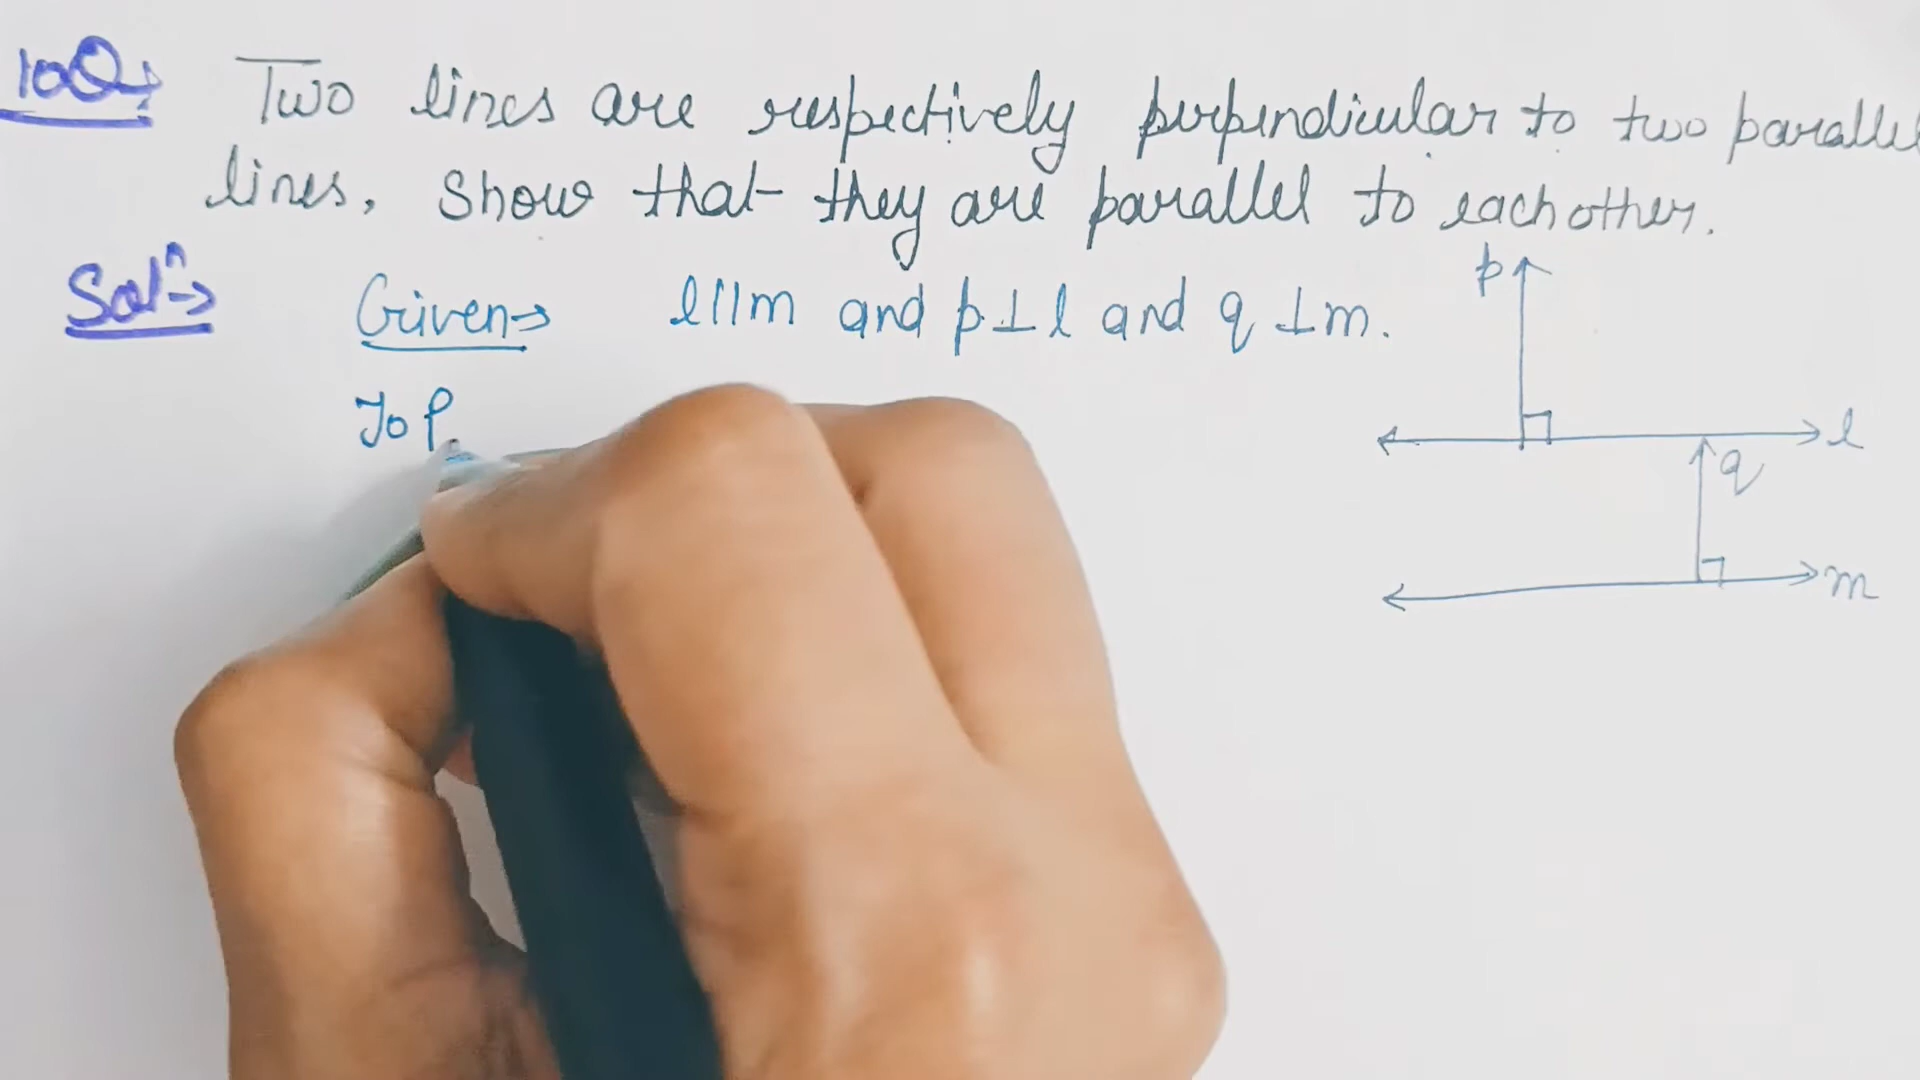 10Q→ Two lines are respectively perpendicular to two parallel
lines. Show that they are parallel to each other.
Solⁿ→ Given→ l||m and p⊥l and q⊥m.
To P
p
l
q
m